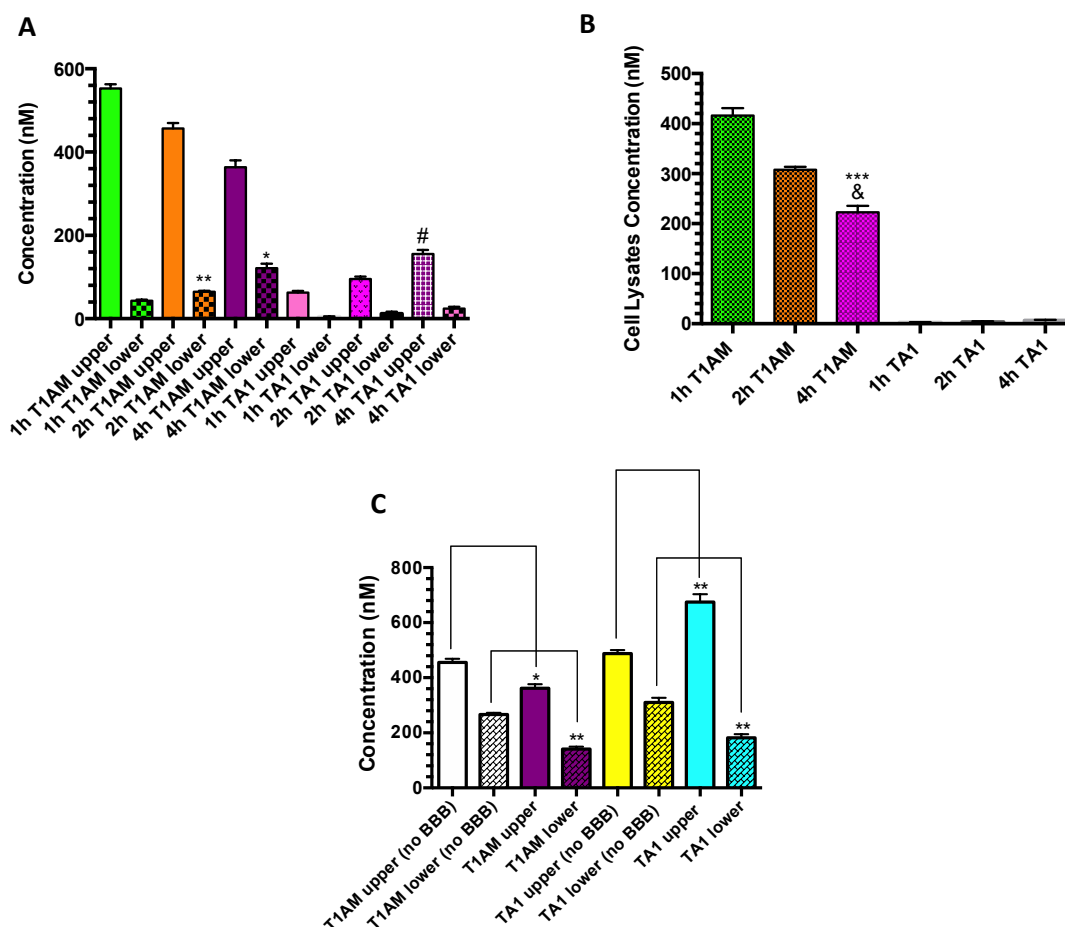 A
Concentration (nM)
600
400
200
0
**
*
#
1h T1AM upper
1h T1AM lower
2h T1AM upper
2h T1AM lower
4h T1AM upper
4h T1AM lower
1h TA1 upper
1h TA1 lower
2h TA1 upper
2h TA1 lower
4h TA1 upper
4h TA1 lower
B
Cell Lysates Concentration (nM)
500
400
300
200
100
0
***
&
1h T1AM
2h T1AM
4h T1AM
1h TA1
2h TA1
4h TA1
C
Concentration (nM)
800
600
400
200
0
*
**
**
**
T1AM upper (no BBB)
T1AM lower (no BBB)
T1AM upper
T1AM lower
TA1 upper (no BBB)
TA1 lower (no BBB)
TA1 upper
TA1 lower